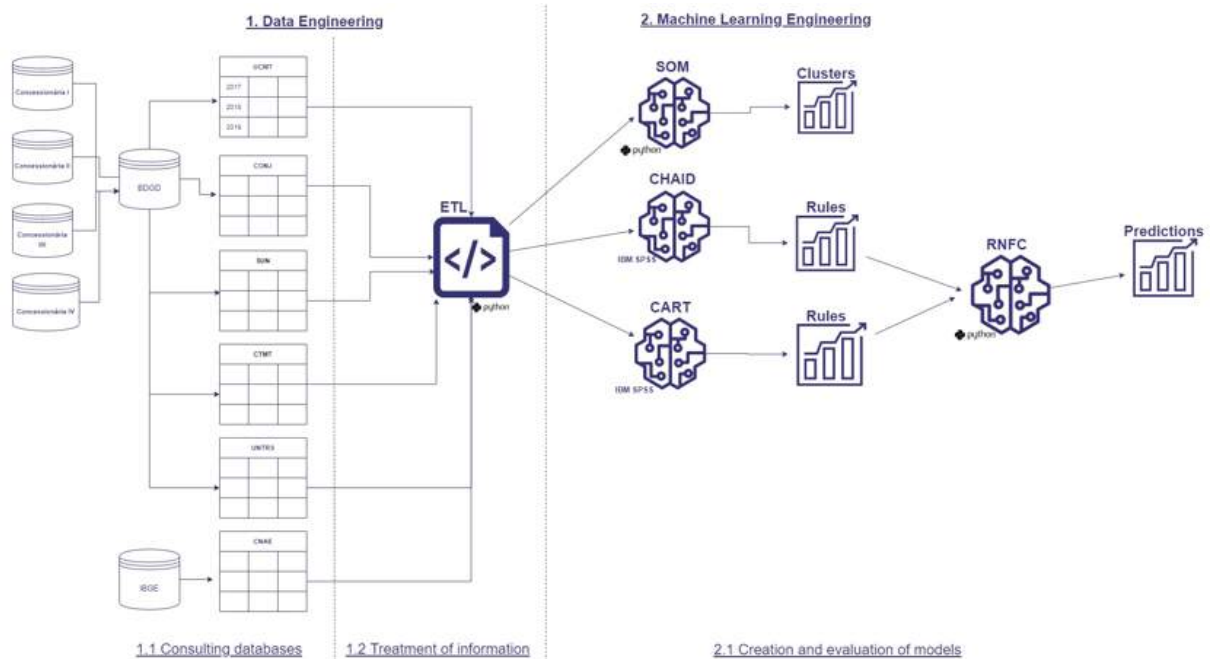 1. Data Engineering
2. Machine Learning Engineering
Concessionária I
Concessionária II
Concessionária
III
Concessionária IV
BDGD
IBGE
UCMT
2017
2018
2019
CONJ
SUN
CTMT
UNTRS
CNAE
ETL
</>
python
SOM
python
Clusters
CHAID
IBM SPSS
Rules
CART
IBM SPSS
Rules
RNFC
python
Predictions
1.1 Consulting databases
1.2 Treatment of information
2.1 Creation and evaluation of models